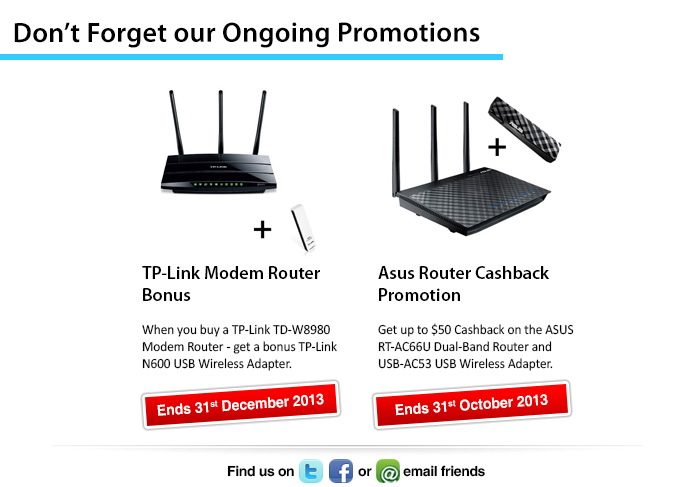 Don't Forget our Ongoing Promotions
TP-LINK
+
+
TP-Link Modem Router
Bonus
When you buy a TP-Link TD-W8980
Modem Router - get a bonus TP-Link
N600 USB Wireless Adapter.
Ends 31st December 2013
Asus Router Cashback
Promotion
Get up to $50 Cashback on the ASUS
RT-AC66U Dual-Band Router and
USB-AC53 USB Wireless Adapter.
Ends 31st October 2013
Find us on t f or @ email friends